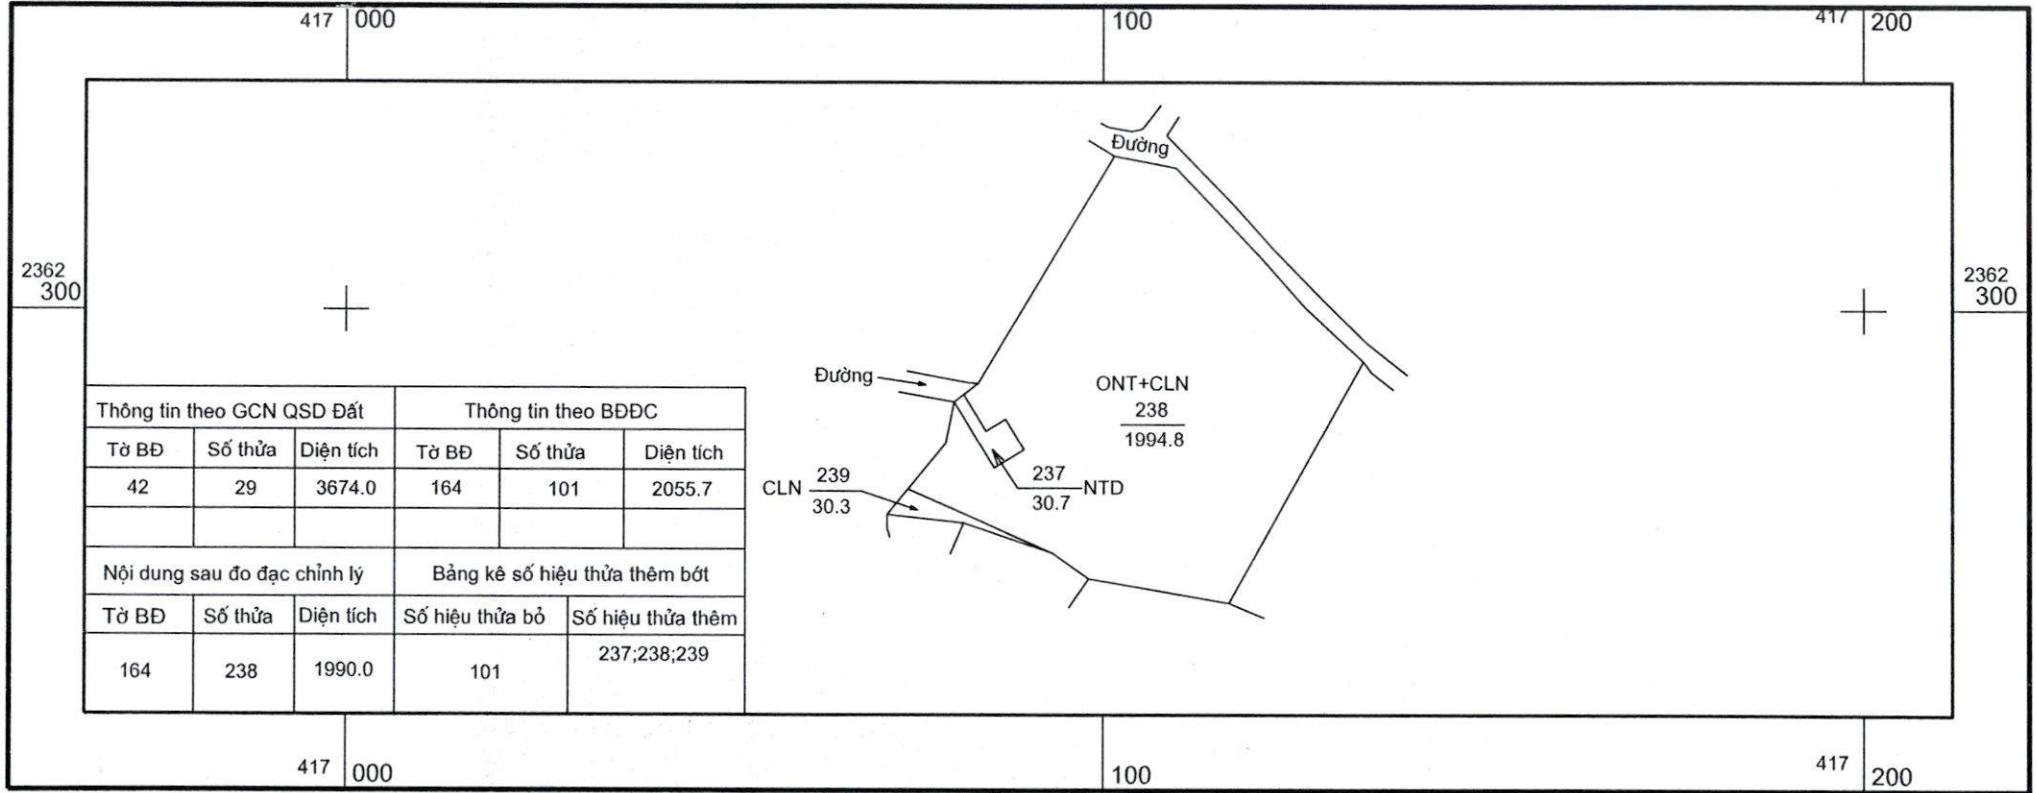 417 000 100 417 200
Đường
2362 2362
300 300
Đường
ONT+CLN
238
1994.8
Thông tin theo GCN QSD Đất Thông tin theo BĐĐC
Tờ BĐ Số thửa Diện tích Tờ BĐ Số thửa Diện tích
42 29 3674.0 164 101 2055.7
CLN 239
30.3
237 NTD
30.7
Nội dung sau đo đạc chỉnh lý Bảng kê số hiệu thửa thêm bớt
Tờ BĐ Số thửa Diện tích Số hiệu thửa bỏ Số hiệu thửa thêm
164 238 1990.0 101 237;238;239
417 000 100 417 200